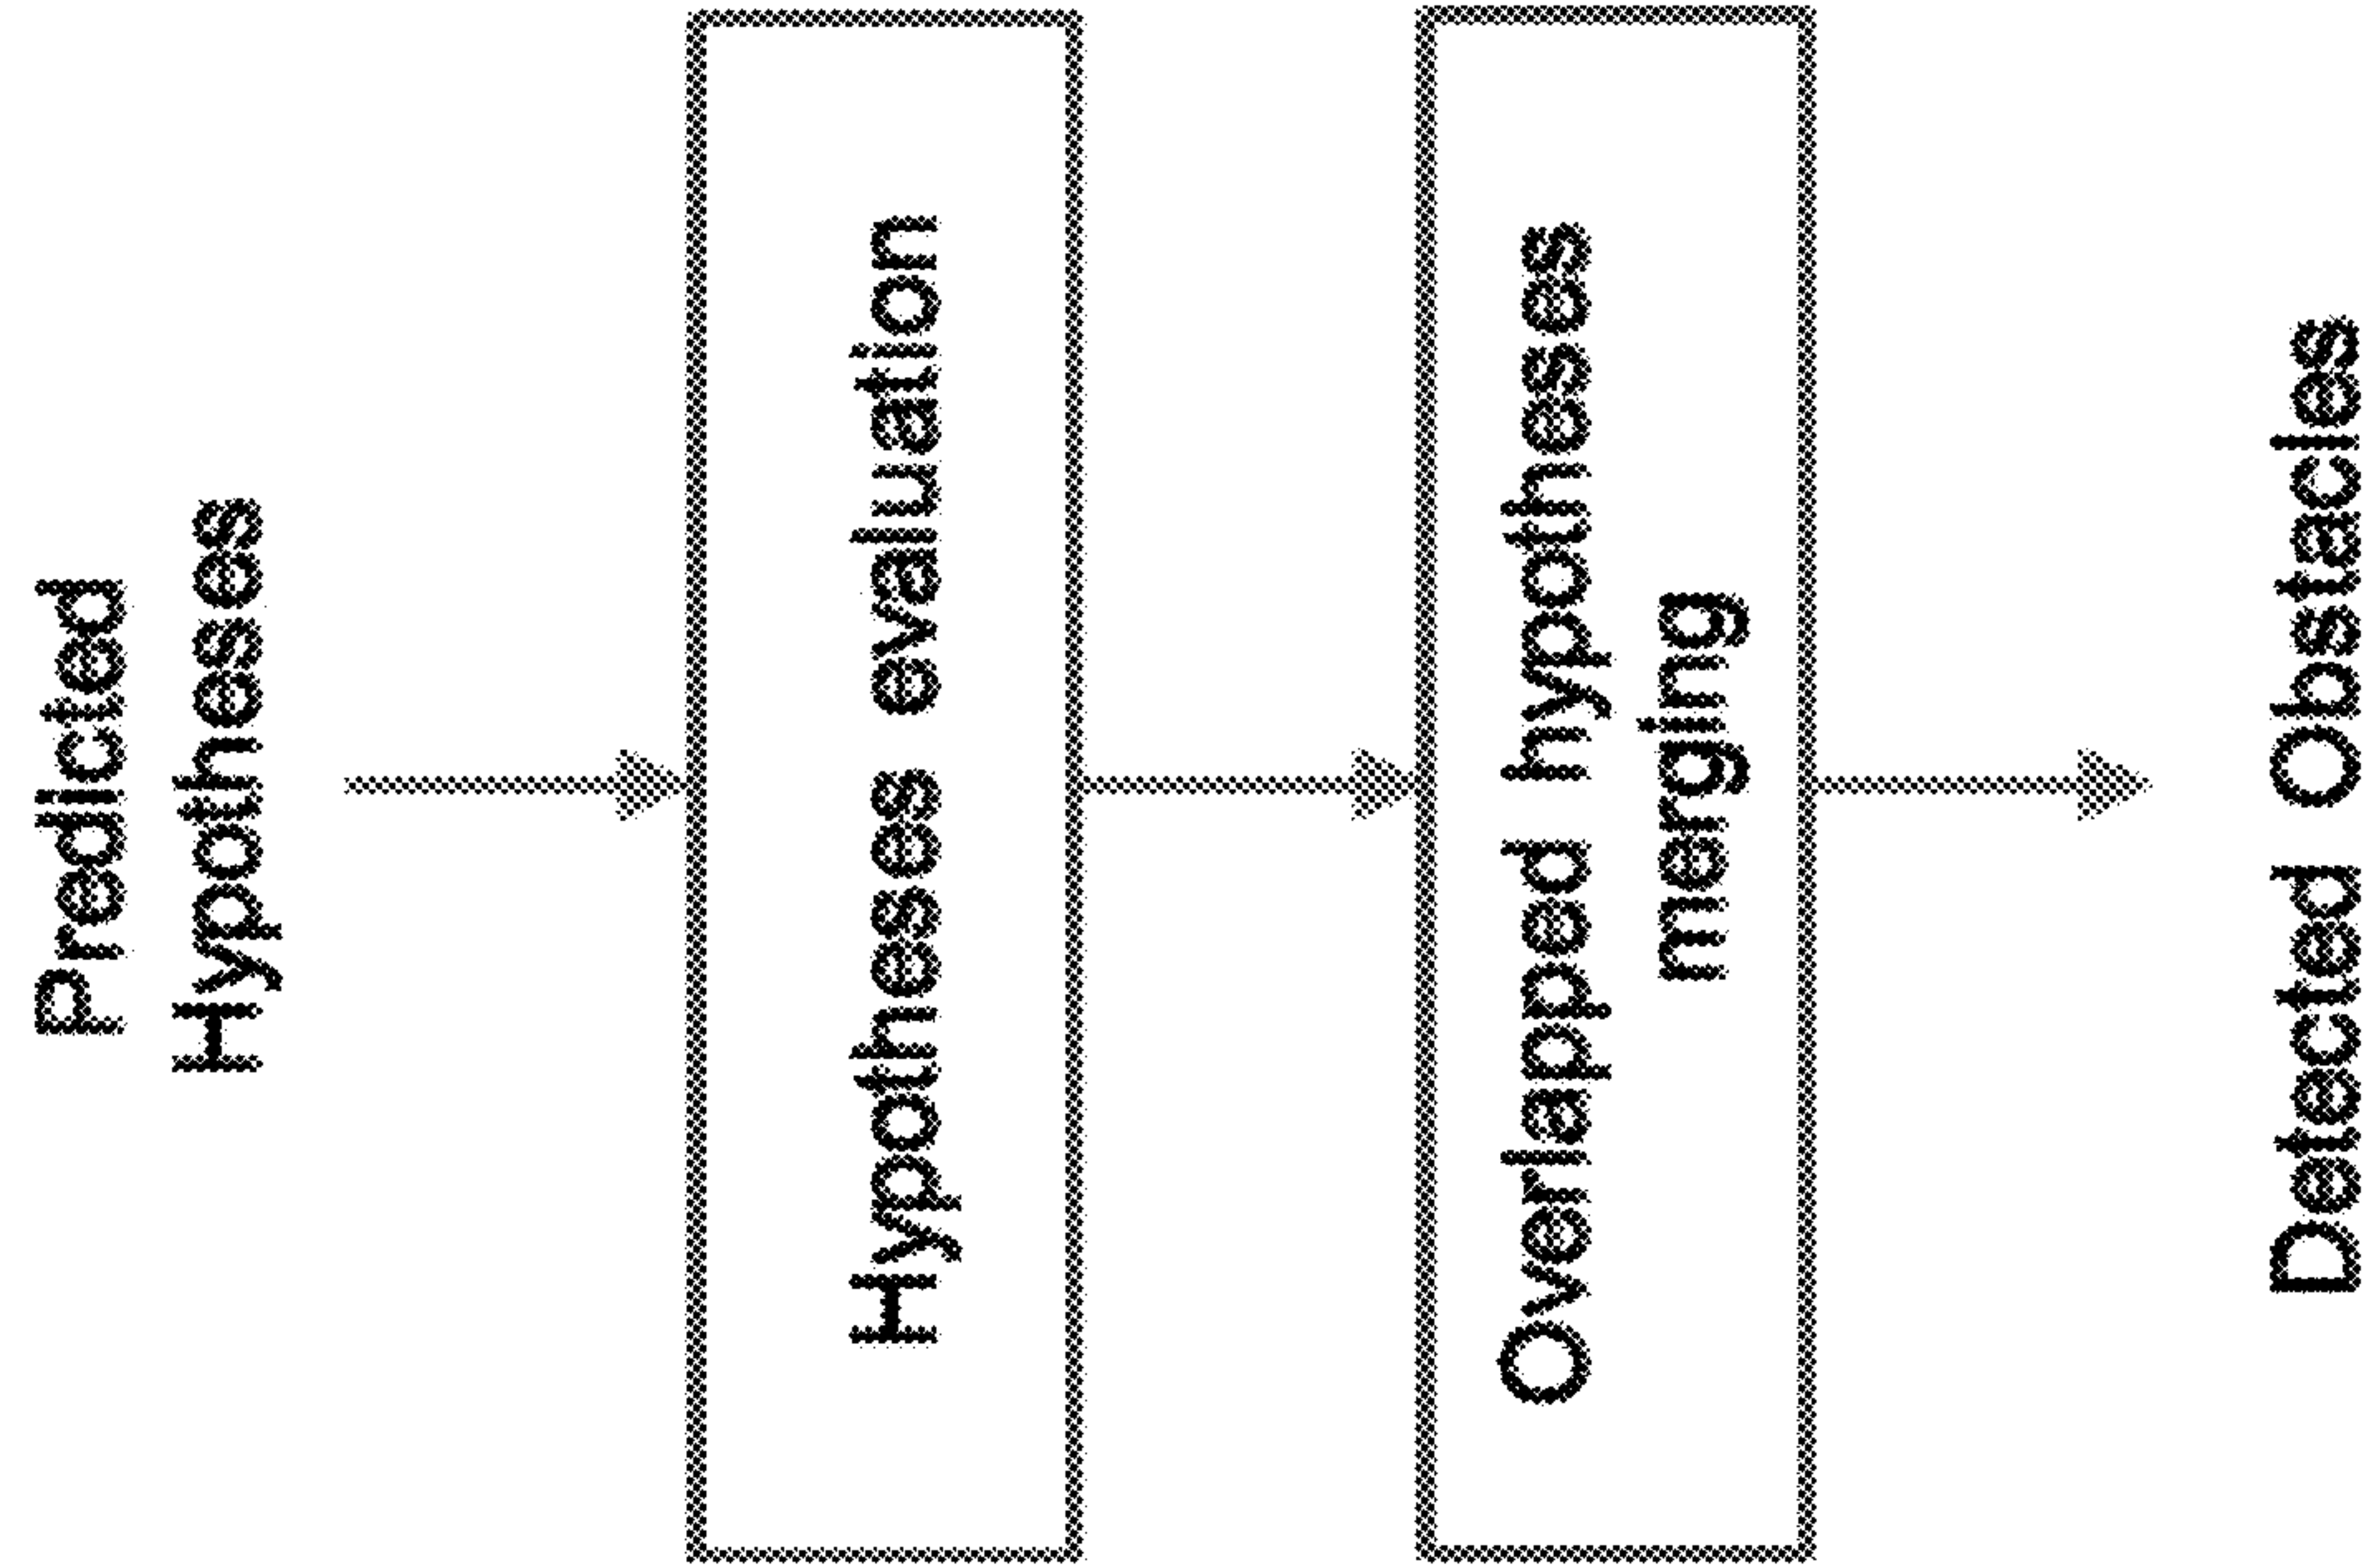 Predicted
Hypotheses
Hypotheses evaluation
Overlapped hypotheses
merging
Detected Obstacles